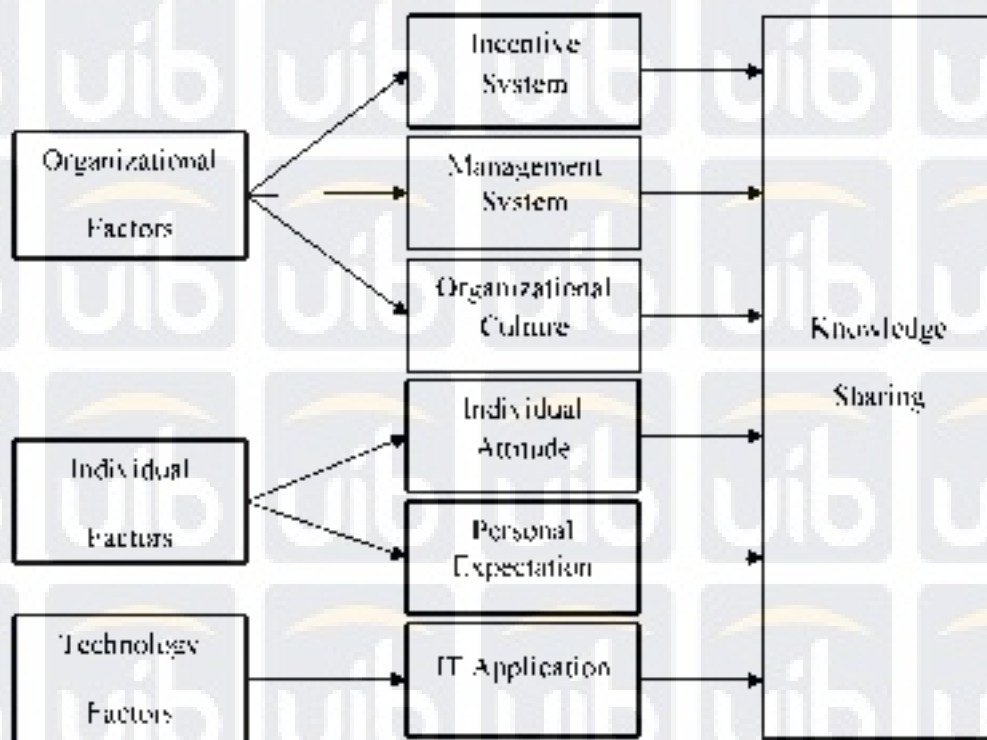 Incentive
System
Organizational
Factors
Management
System
Organizational
Culture
Knowledge
Sharing
Individual
Attitude
Individual
Factors
Personal
Expectation
Technology
Factors
IT Application
uib